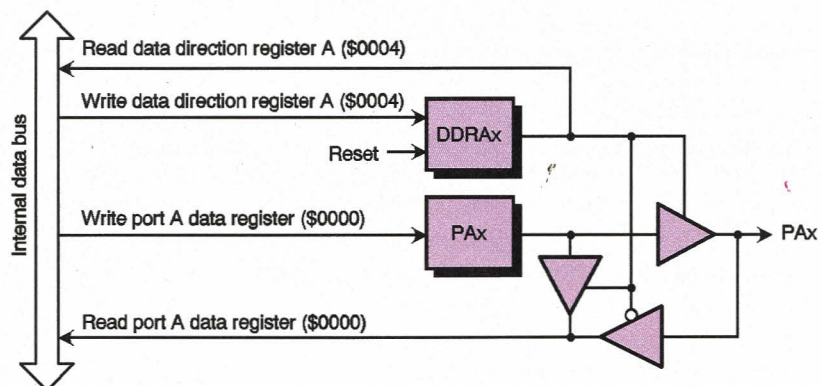 Internal data bus
Read data direction register A ($0004)
Write data direction register A ($0004)
DDRAx
Reset
Write port A data register ($0000)
PAx
PAx
Read port A data register ($0000)